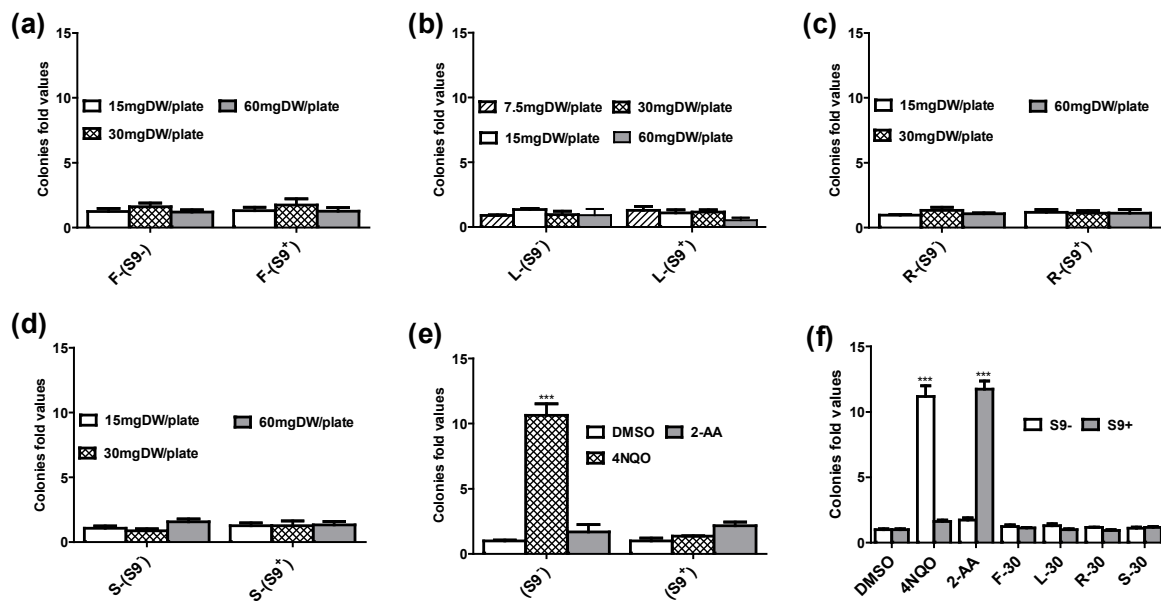 (a)
Colonies fold values
15
10
5
0
15mgDW/plate
60mgDW/plate
30mgDW/plate
F-(S9-)
F-(S9+)
(b)
Colonies fold values
15
10
5
0
7.5mgDW/plate
30mgDW/plate
15mgDW/plate
60mgDW/plate
L-(S9-)
L-(S9+)
(c)
Colonies fold values
15
10
5
0
15mgDW/plate
60mgDW/plate
30mgDW/plate
R-(S9-)
R-(S9+)
(d)
Colonies fold values
15
10
5
0
15mgDW/plate
60mgDW/plate
30mgDW/plate
S-(S9-)
S-(S9+)
(e)
Colonies fold values
15
10
5
0
***
DMSO
2-AA
4NQO
(S9-)
(S9+)
(f)
Colonies fold values
15
10
5
0
***
***
S9-
S9+
DMSO
4NQO
2-AA
F-30
L-30
R-30
S-30